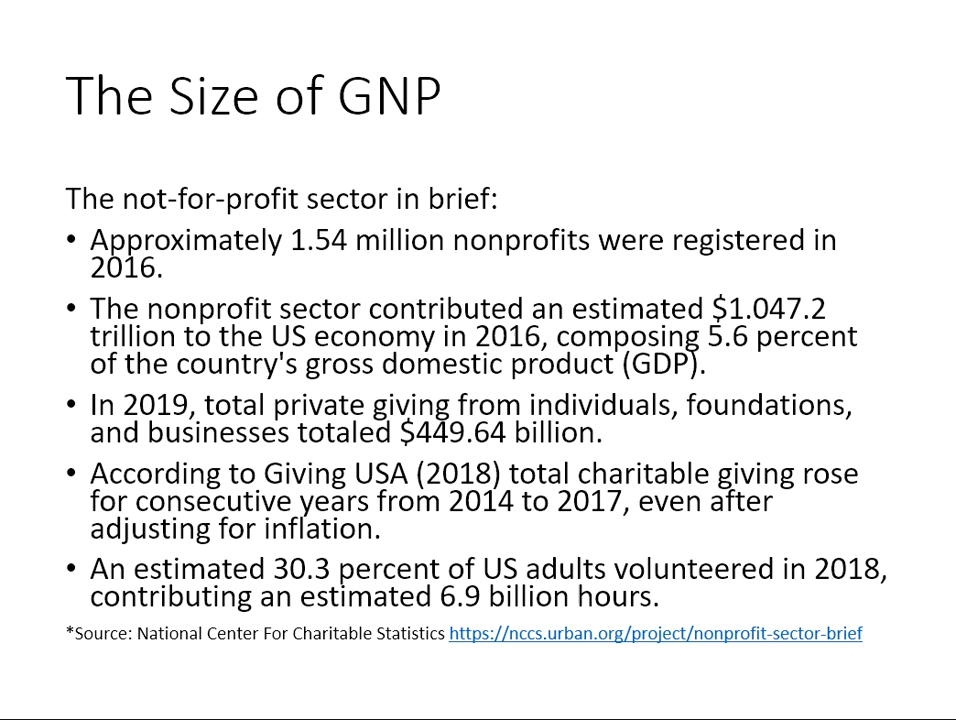 The Size of GNP
The not-for-profit sector in brief:
• Approximately 1.54 million nonprofits were registered in
2016.
• The nonprofit sector contributed an estimated $1.047.2
trillion to the US economy in 2016, composing 5.6 percent
of the country's gross domestic product (GDP).
• In 2019, total private giving from individuals, foundations,
and businesses totaled $449.64 billion.
• According to Giving USA (2018) total charitable giving rose
for consecutive years from 2014 to 2017, even after
adjusting for inflation.
• An estimated 30.3 percent of US adults volunteered in 2018,
contributing an estimated 6.9 billion hours.
*Source: National Center For Charitable Statistics https://nccs.urban.org/project/nonprofit-sector-brief